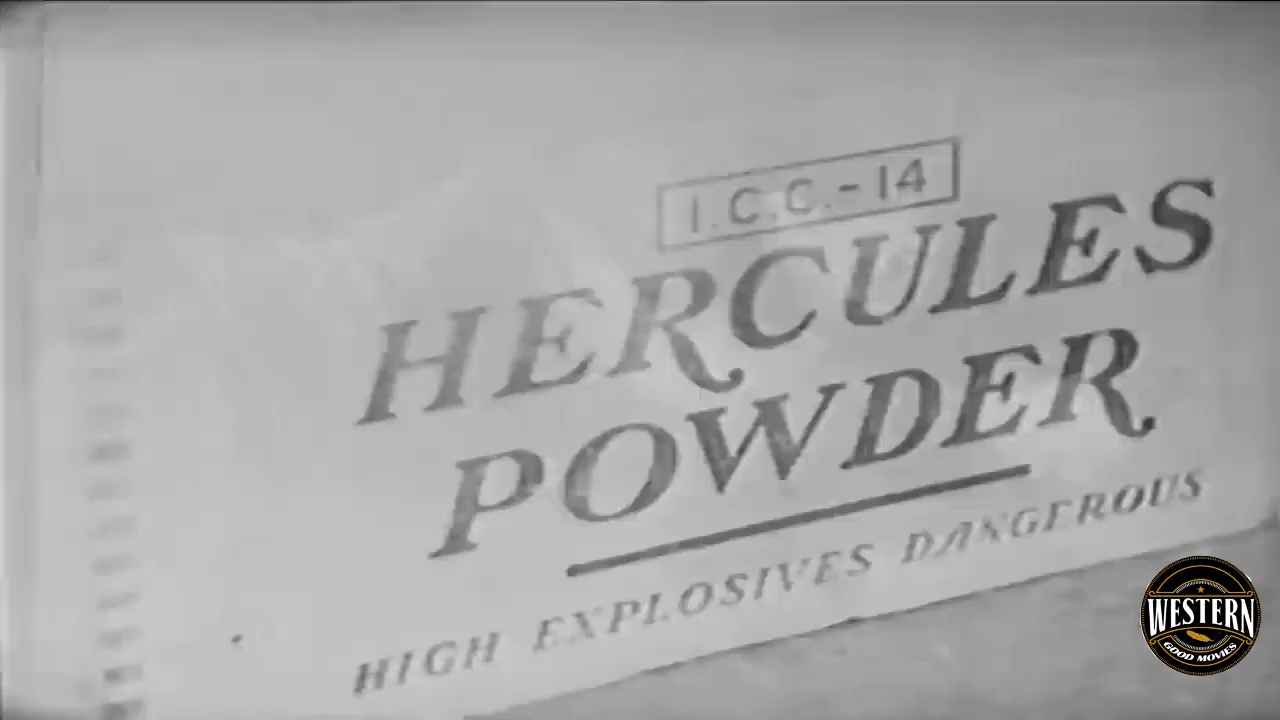 I.C.C.-14
HERCULES
POWDER
HIGH EXPLOSIVES DANGEROUS
WESTERN
GOOD MOVIES